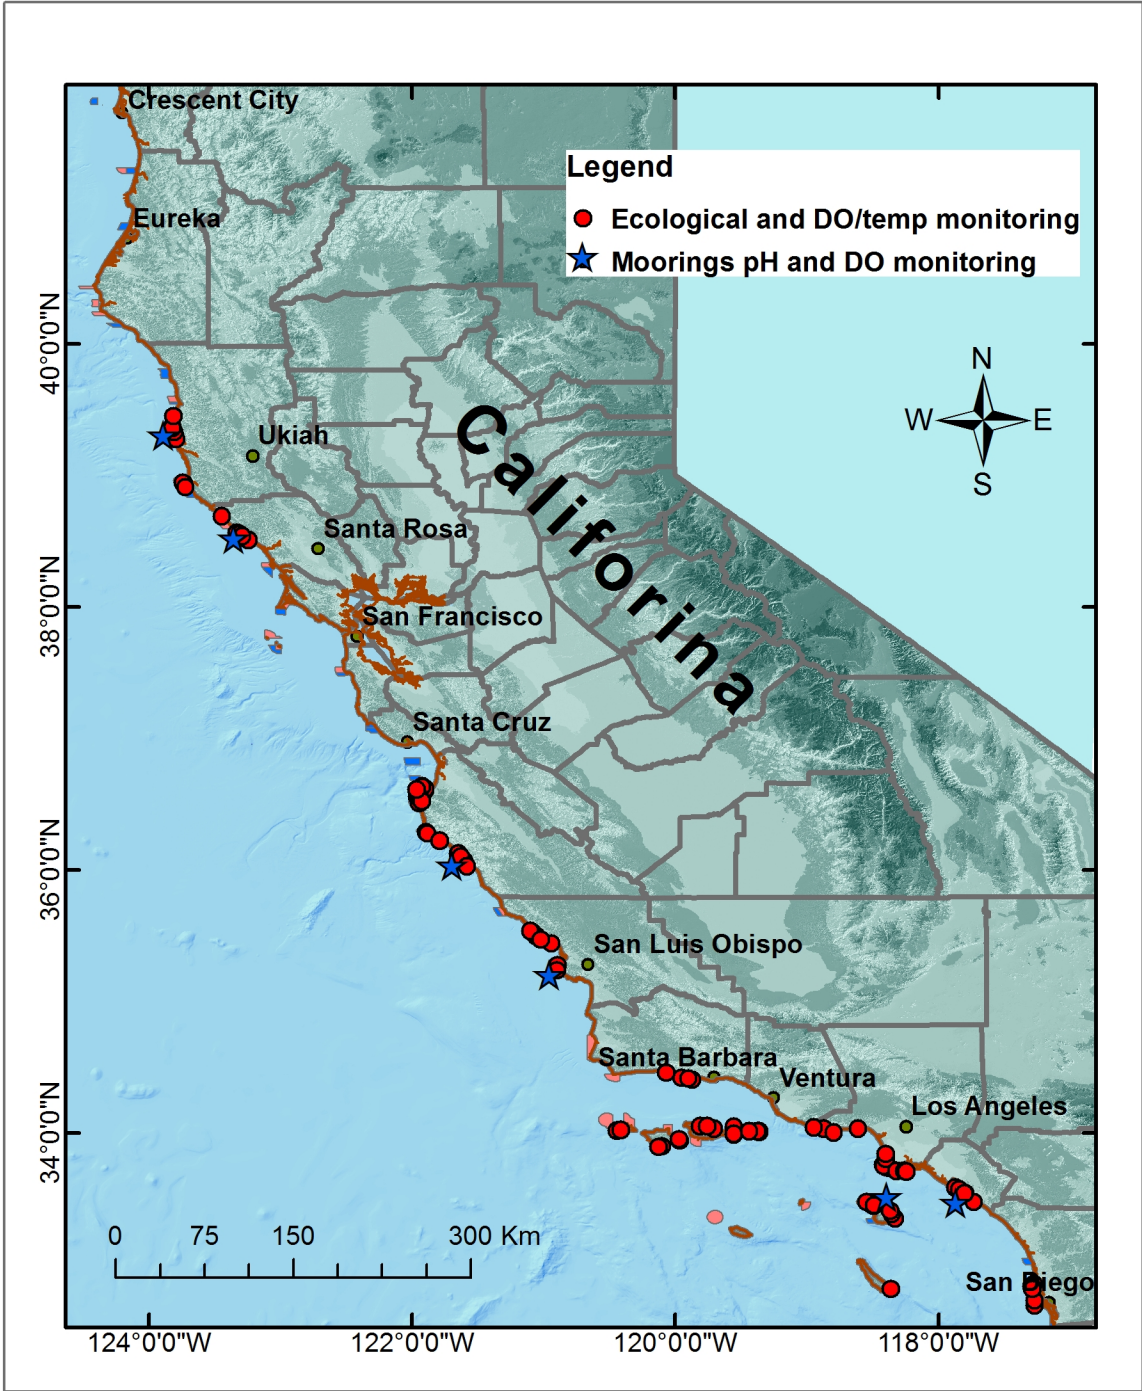 Crescent City
Legend
Ecological and DO/temp monitoring
Moorings pH and DO monitoring
Eureka
40°0'0"N
N
W
E
S
California
Ukiah
Santa Rosa
38°0'0"N
San Francisco
Santa Cruz
36°0'0"N
San Luis Obispo
Santa Barbara
Ventura
Los Angeles
34°0'0"N
0 75 150 300 Km
San Diego
124°0'0"W 122°0'0"W 120°0'0"W 118°0'0"W